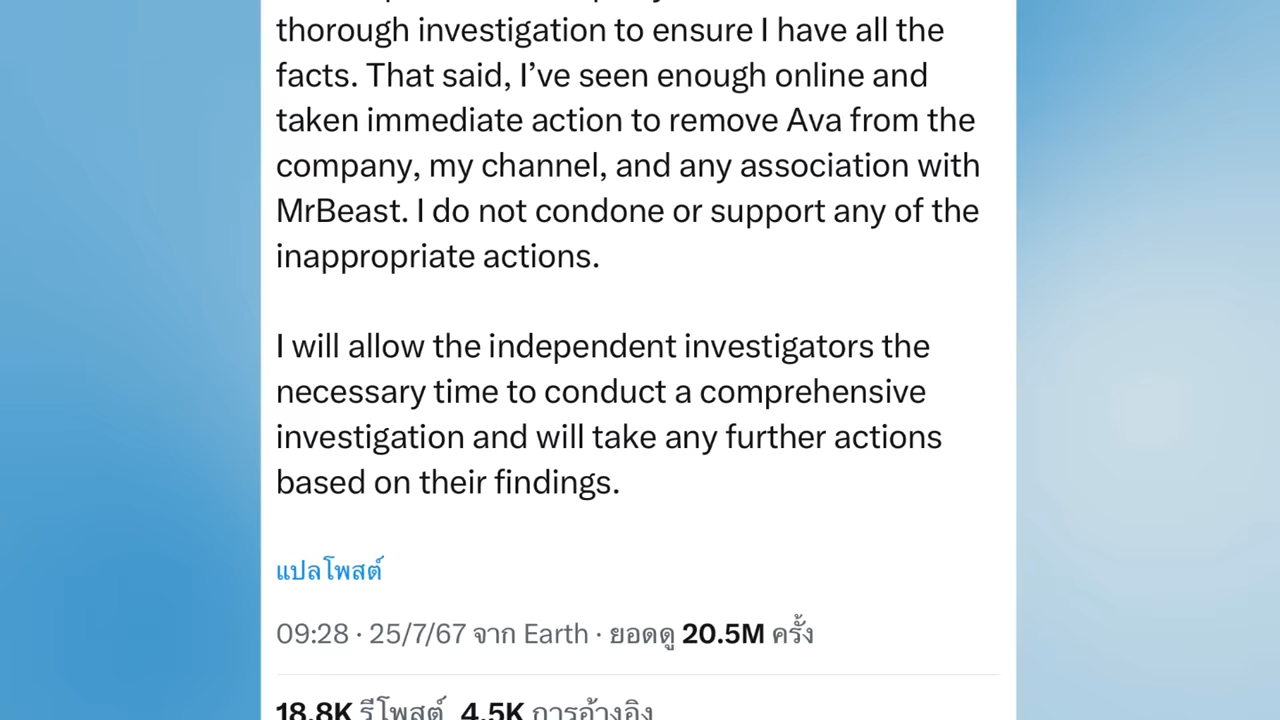 thorough investigation to ensure I have all the
facts. That said, I’ve seen enough online and
taken immediate action to remove Ava from the
company, my channel, and any association with
MrBeast. I do not condone or support any of the
inappropriate actions.
I will allow the independent investigators the
necessary time to conduct a comprehensive
investigation and will take any further actions
based on their findings.
แปลโพสต์
09:28 · 25/7/67 จาก Earth · ยอดดู 20.5M ครั้ง
18.8K รีโพสต์ 4.5K การอ้างอิง